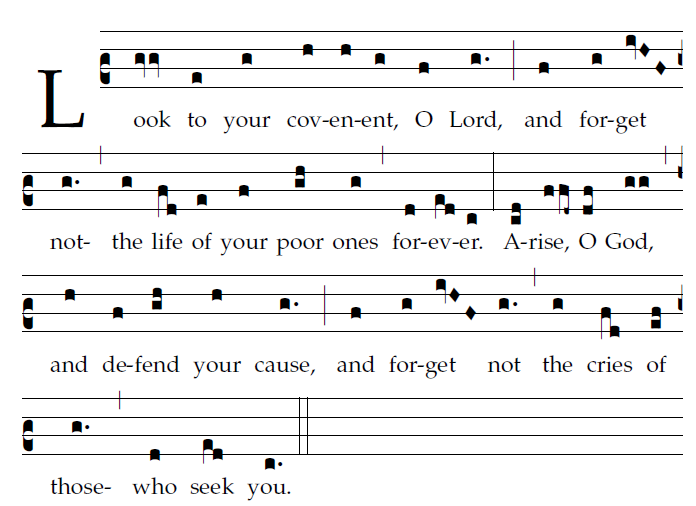 Look to your cov-en-ent, O Lord, and for-get
not- the life of your poor ones for-ev-er. A-rise, O God,
and de-fend your cause, and for-get not the cries of
those- who seek you.